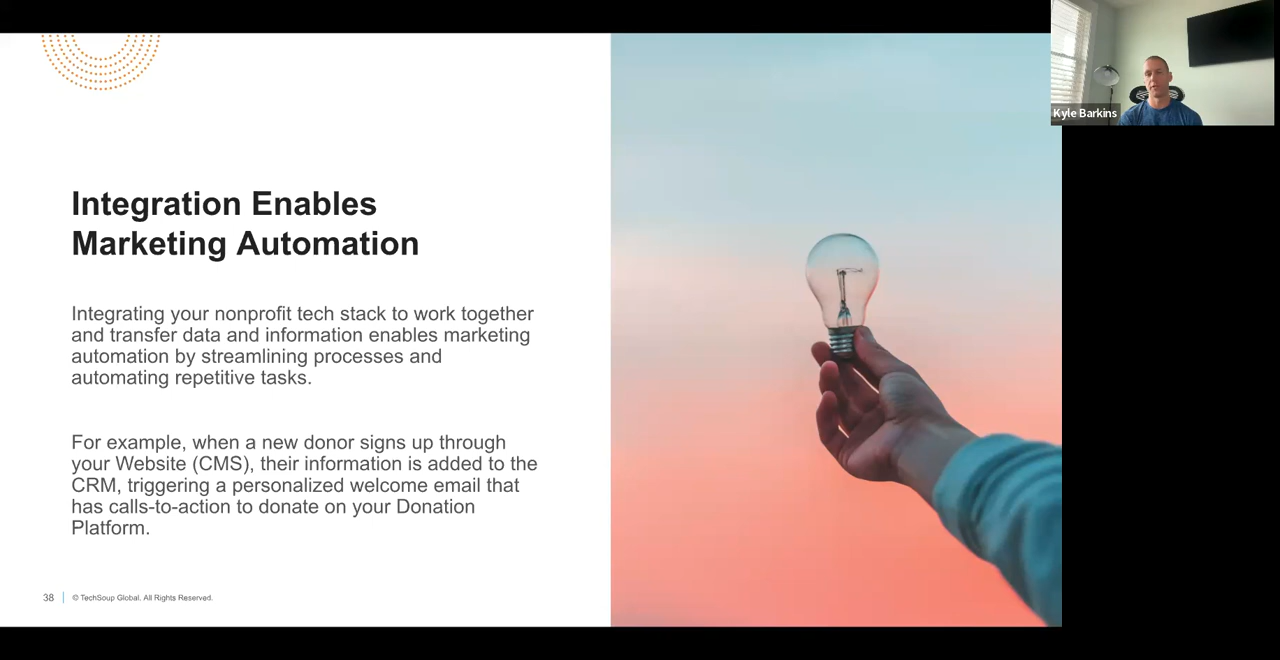 Kyle Barkins
Integration Enables
Marketing Automation
Integrating your nonprofit tech stack to work together
and transfer data and information enables marketing
automation by streamlining processes and
automating repetitive tasks.
For example, when a new donor signs up through
your Website (CMS), their information is added to the
CRM, triggering a personalized welcome email that
has calls-to-action to donate on your Donation
Platform.
38
© TechSoup Global. All Rights Reserved.